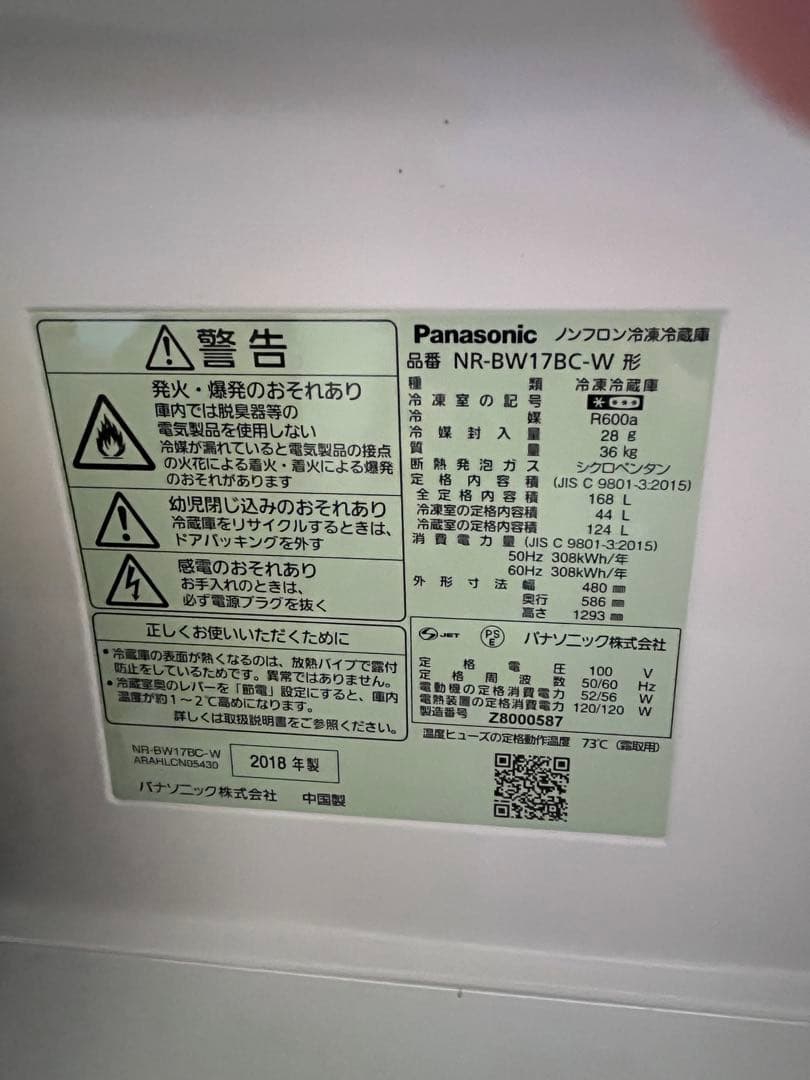 警告
発火・爆発のおそれあり
庫内では脱臭器等の
電気製品を使用しない
冷媒が漏れていると電気製品の接点
の火花による着火・着火による爆発
のおそれがあります
幼児閉じ込みのおそれあり
冷蔵庫をリサイクルするときは、
ドアパッキングを外す
感電のおそれあり
お手入れのときは、
必ず電源プラグを抜く
正しくお使いいただくために
•冷蔵庫の表面が熱くなるのは、放熱パイプで露付
防止をしているためです。異常ではありません。
•冷蔵室奥のレバーを「節電」設定にすると、庫内
温度が約1~2℃高めになります。
詳しくは取扱説明書をご参照ください。
NR-BW17BC-W
ARAHLCN05430
2018 年製
パナソニック株式会社 中国製
Panasonic ノンフロン冷凍冷蔵庫
品番 NR-BW17BC-W 形
種類 冷凍冷蔵庫
冷凍室の記号
冷媒 R600a
冷媒封入量 28 g
質量 36 kg
断熱発泡ガス シクロペンタン
定格内容積 (JIS C 9801-3:2015)
全定格内容積 168 L
冷凍室の定格内容積 44 L
冷蔵室の定格内容積 124 L
消費電力量 (JIS C 9801-3:2015)
50Hz 308kWh/年
60Hz 308kWh/年
外形寸法 幅 480 mm
奥行 586 mm
高さ 1293 mm
JET PS E パナソニック株式会社
定格電圧 100 V
定格周波数 50/60 Hz
電動機の定格消費電力 52/56 W
電熱装置の定格消費電力 120/120 W
製造番号 Z8000587
温度ヒューズの定格動作温度 73℃ (霜取用)